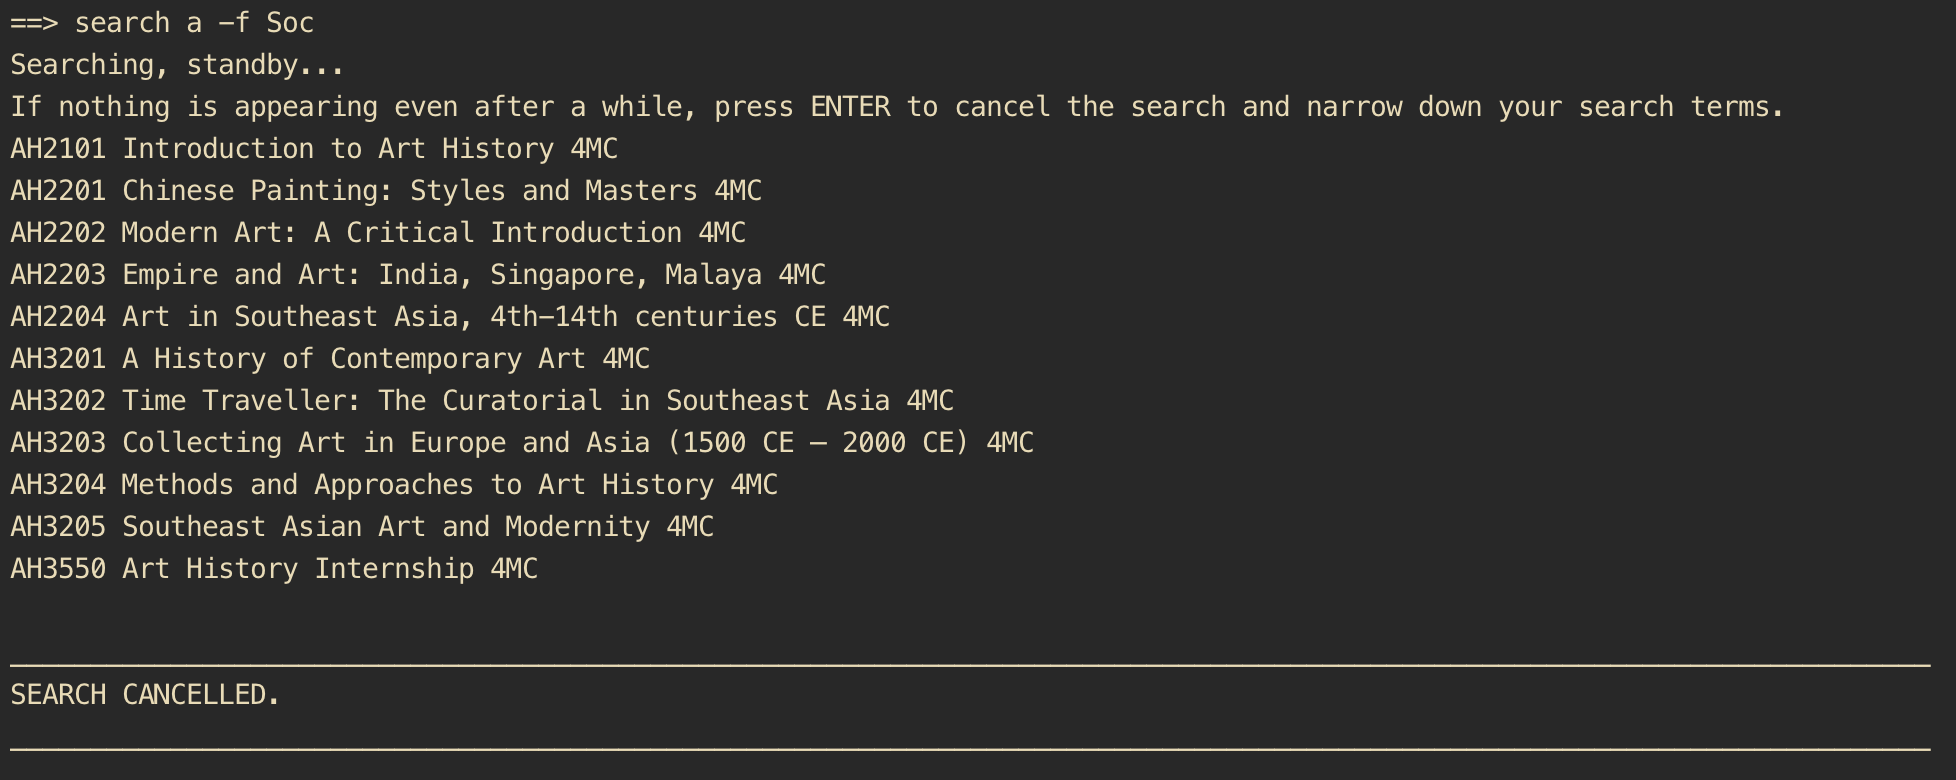 ==> search a -f Soc
Searching, standby...
If nothing is appearing even after a while, press ENTER to cancel the search and narrow down your search terms.
AH2101 Introduction to Art History 4MC
AH2201 Chinese Painting: Styles and Masters 4MC
AH2202 Modern Art: A Critical Introduction 4MC
AH2203 Empire and Art: India, Singapore, Malaya 4MC
AH2204 Art in Southeast Asia, 4th-14th centuries CE 4MC
AH3201 A History of Contemporary Art 4MC
AH3202 Time Traveller: The Curatorial in Southeast Asia 4MC
AH3203 Collecting Art in Europe and Asia (1500 CE – 2000 CE) 4MC
AH3204 Methods and Approaches to Art History 4MC
AH3205 Southeast Asian Art and Modernity 4MC
AH3550 Art History Internship 4MC
SEARCH CANCELLED.